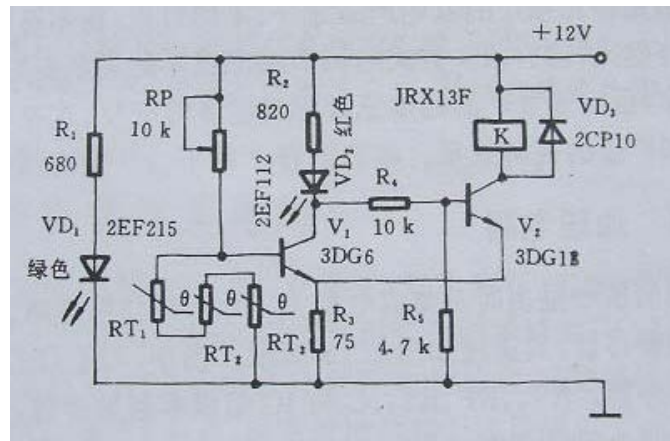 +12V
R₂
820
红色
VD₂
2EF112
RP
10 k
JRX13F
VD₃
2CP10
K
R₁
680
VD₁
2EF215
绿色
R₄
10 k
V₁
3DG6
V₂
θ
θ
θ
RT₁
RT₂
RT₃
R₃
75
R₅
4.7 k